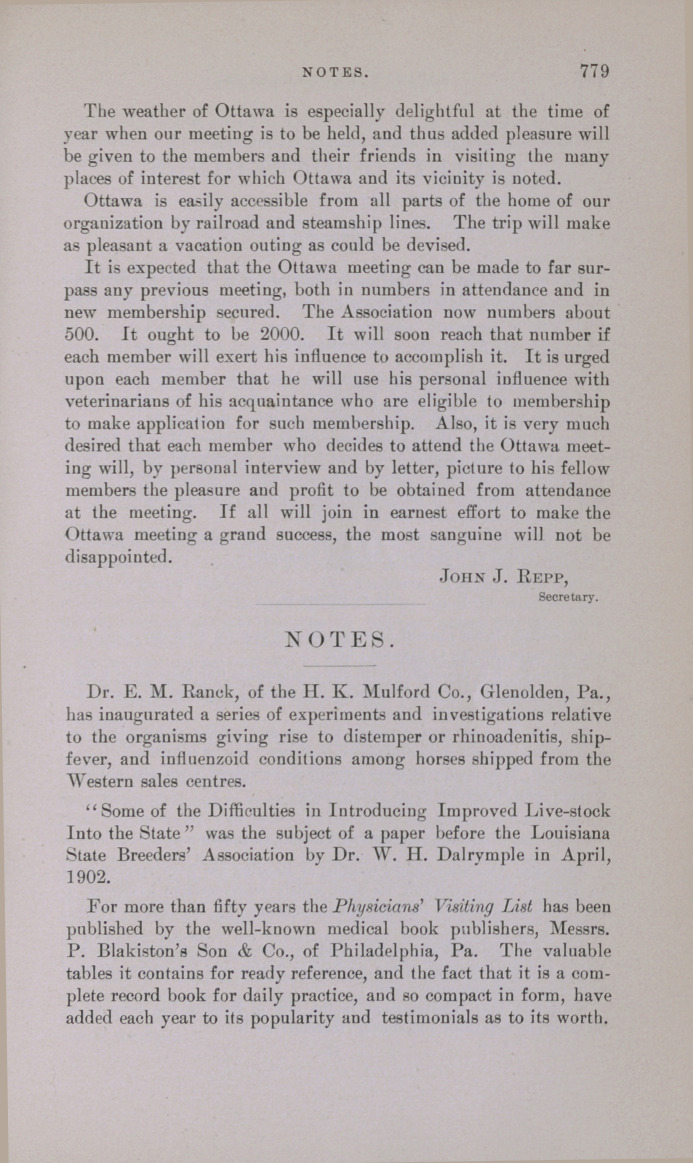 NOTES. 779
The weather of Ottawa is especially delightful at the time of
year when our meeting is to be held, and thus added pleasure will
be given to the members and their friends in visiting the many
places of interest for which Ottawa and its vicinity is noted.
Ottawa is easily accessible from all parts of the home of our
organization by railroad and steamship lines. The trip will make
as pleasant a vacation outing as could be devised.
It is expected that the Ottawa meeting can be made to far sur-
pass any previous meeting, both in numbers in attendance and in
new membership secured. The Association now numbers about
500. It ought to be 2000. It will soon reach that number if
each member will exert his influence to accomplish it. It is urged
upon each member that he will use his personal influence with
veterinarians of his acquaintance who are eligible to membership
to make application for such membership. Also, it is very much
desired that each member who decides to attend the Ottawa meet-
ing will, by personal interview and by letter, picture to his fellow
members the pleasure and profit to be obtained from attendance
at the meeting. If all will join in earnest effort to make the
Ottawa meeting a grand success, the most sanguine will not be
disappointed.
JOHN J. REPP,
Secretary.
NOTES.
Dr. E. M. Ranck, of the H. K. Mulford Co., Glenolden, Pa.,
has inaugurated a series of experiments and investigations relative
to the organisms giving rise to distemper or rhinoadenitis, ship-
fever, and influenzoid conditions among horses shipped from the
Western sales centres.
"Some of the Difficulties in Introducing Improved Live-stock
Into the State" was the subject of a paper before the Louisiana
State Breeders' Association by Dr. W. H. Dalrymple in April,
1902.
For more than fifty years the Physicians' Visiting List has been
published by the well-known medical book publishers, Messrs.
P. Blakiston's Son & Co., of Philadelphia, Pa. The valuable
tables it contains for ready reference, and the fact that it is a com-
plete record book for daily practice, and so compact in form, have
added each year to its popularity and testimonials as to its worth.